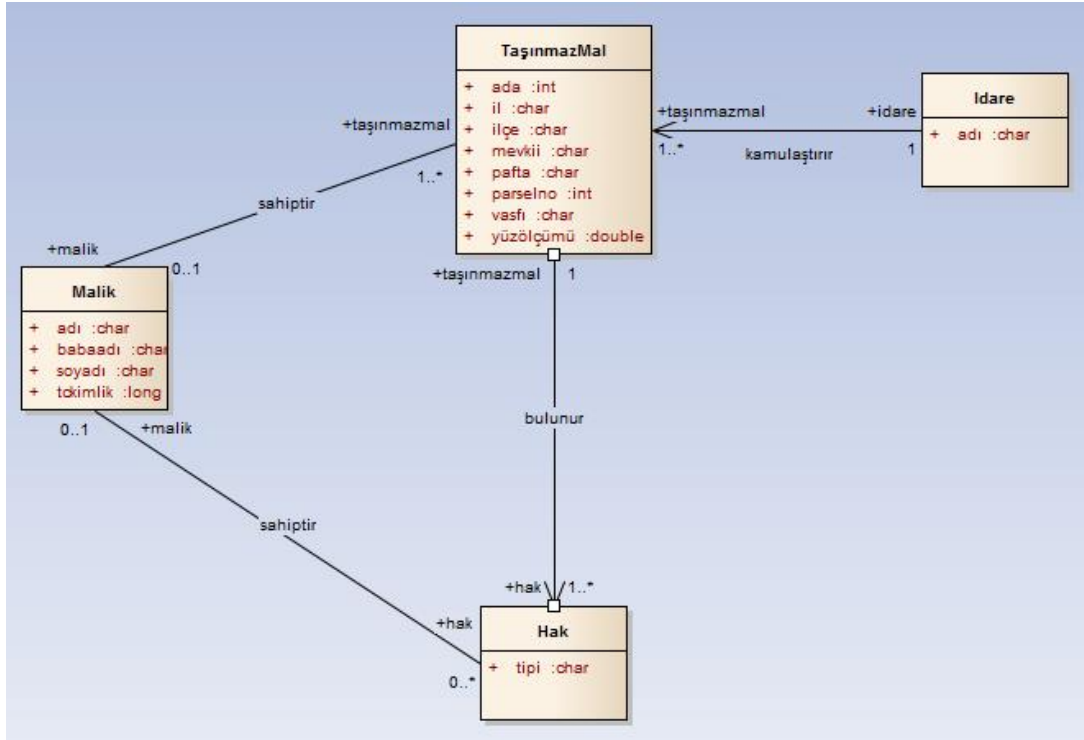 TaşınmazMal
+ ada :int
+ il :char
+ ilçe :char
+ mevkii :char
+ pafta :char
+ parselno :int
+ vasfı :char
+ yüzölçümü :double
Idare
+ adı :char
+taşınmazmal
1..*
+idare
1
kamulaştırır
+taşınmazmal
1..*
sahiptir
+malik
0..1
Malik
+ adı :char
+ babaadı :char
+ soyadı :char
+ tckimlik :long
0..1
+malik
+taşınmazmal
1
bulunur
sahiptir
+hak
1..*
+hak
0..*
Hak
+ tipi :char